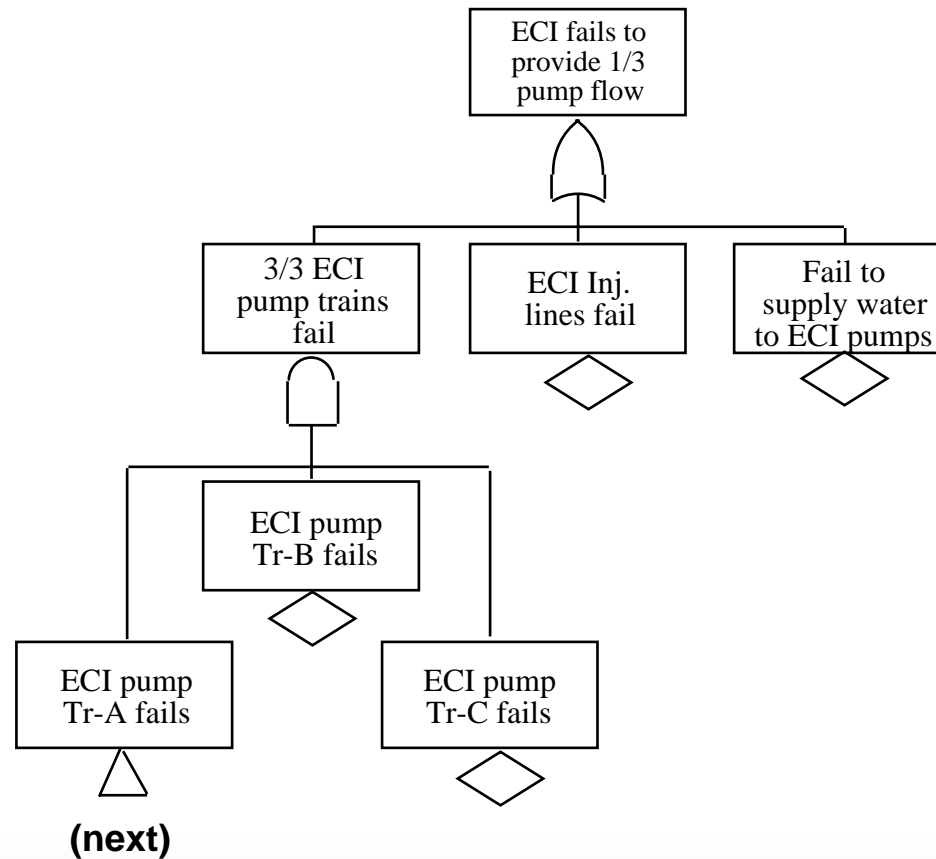 ECI fails to
provide 1/3
pump flow
3/3 ECI
pump trains
fail
ECI Inj.
lines fail
Fail to
supply water
to ECI pumps
ECI pump
Tr-B fails
ECI pump
Tr-A fails
ECI pump
Tr-C fails
(next)